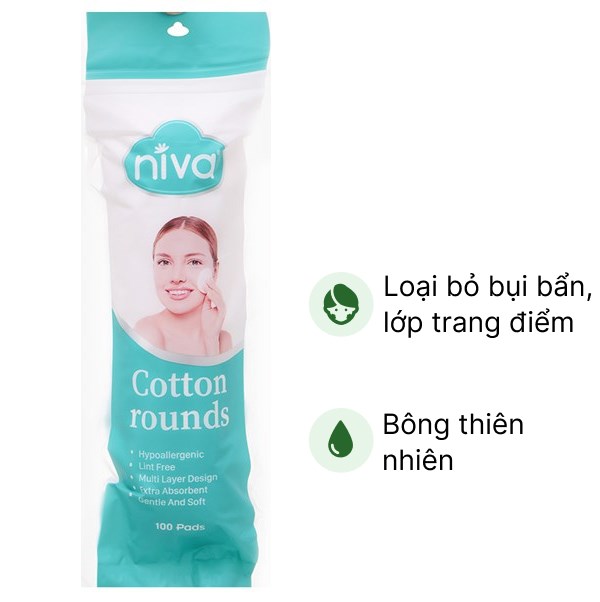 niva
Cotton
rounds
• Hypoallergenic
• Lint Free
• Multi Layer Design
• Extra Absorbent
• Gentle And Soft
100 Pads
Loại bỏ bụi bẩn,
lớp trang điểm
Bông thiên
nhiên